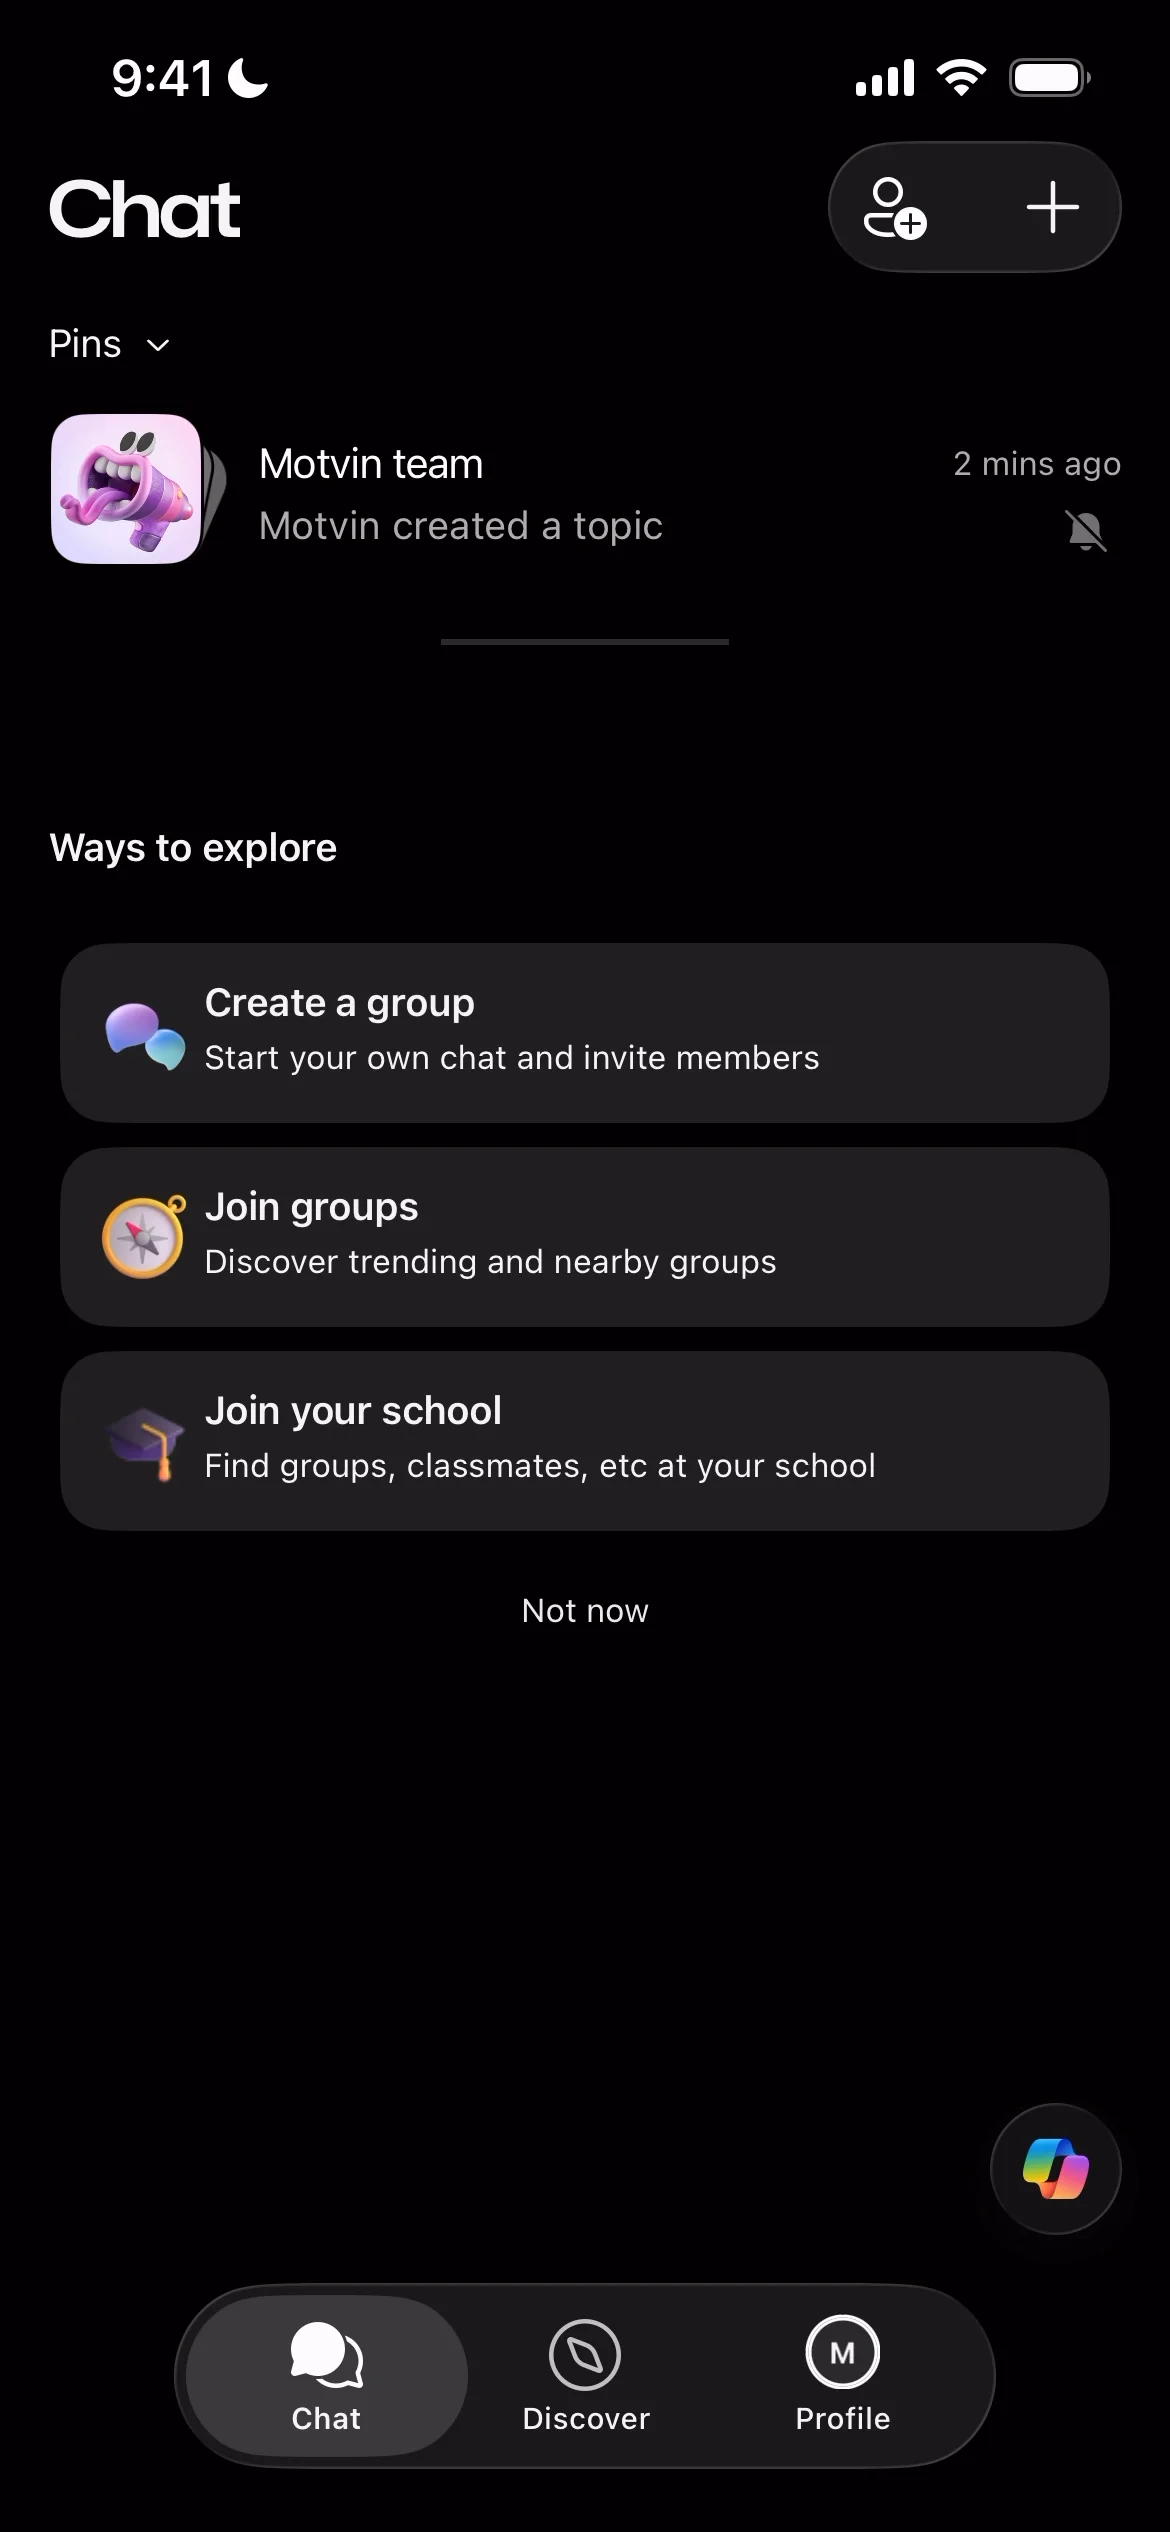 9:41
Chat
Pins
Motvin team
2 mins ago
Motvin created a topic
Ways to explore
Create a group
Start your own chat and invite members
Join groups
Discover trending and nearby groups
Join your school
Find groups, classmates, etc at your school
Not now
M
Chat
Discover
Profile